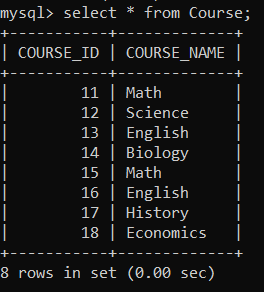 mysql> select * from Course;
+-----------+-------------+
| COURSE_ID | COURSE_NAME |
+-----------+-------------+
|        11 | Math        |
|        12 | Science     |
|        13 | English     |
|        14 | Biology     |
|        15 | Math        |
|        16 | English     |
|        17 | History     |
|        18 | Economics   |
+-----------+-------------+
8 rows in set (0.00 sec)